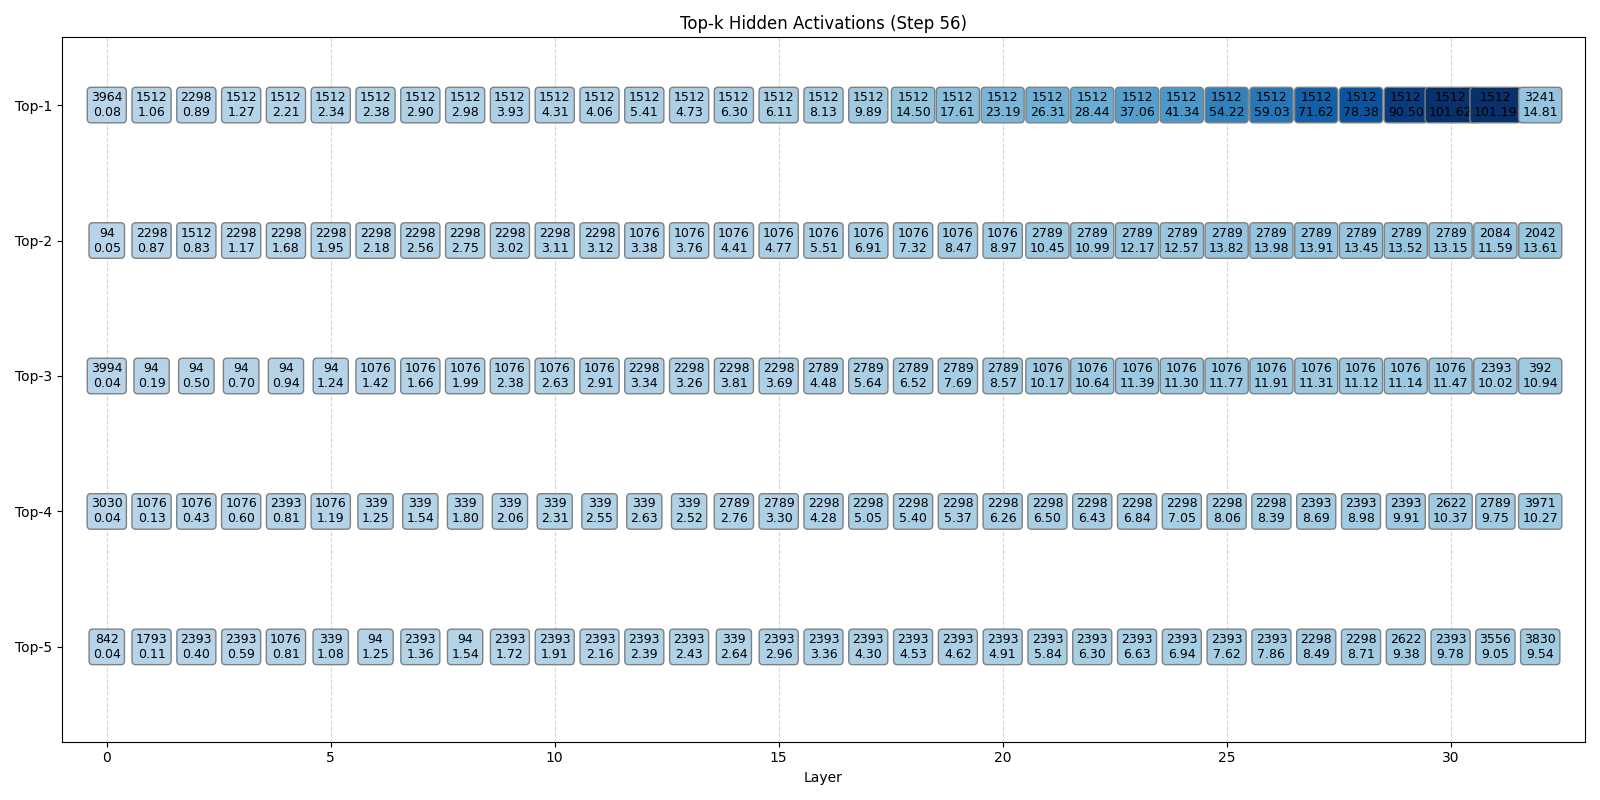 Top-k Hidden Activations (Step 56)
Top-1
3964 1512 2298 1512 1512 1512 1512 1512 1512 1512 1512 1512 1512 1512 1512 1512 1512 1512 1512 1512 1512 1512 1512 1512 1512 1512 1512 1512 1512 1512 1512 1512 3241
0.08 1.06 0.89 1.27 2.21 2.34 2.38 2.90 2.98 3.93 4.31 4.06 5.41 4.73 6.30 6.11 8.13 9.89 14.50 17.61 23.19 26.31 28.44 37.06 41.34 54.22 59.03 71.62 78.38 90.50 101.62 101.19 14.81
Top-2
94 2298 1512 2298 2298 2298 2298 2298 2298 2298 2298 2298 1076 1076 1076 1076 1076 1076 1076 1076 1076 2789 2789 2789 2789 2789 2789 2789 2789 2789 2789 2084 2042
0.05 0.87 0.83 1.17 1.68 1.95 2.18 2.56 2.75 3.02 3.11 3.12 3.38 3.76 4.41 4.77 5.51 6.91 7.32 8.47 8.97 10.45 10.99 12.17 12.57 13.82 13.98 13.91 13.45 13.52 13.15 11.59 13.61
Top-3
3994 94 94 94 94 94 1076 1076 1076 1076 1076 1076 2298 2298 2298 2298 2789 2789 2789 2789 2789 1076 1076 1076 1076 1076 1076 1076 1076 1076 1076 2393 392
0.04 0.19 0.50 0.70 0.94 1.24 1.42 1.66 1.99 2.38 2.63 2.91 3.34 3.26 3.81 3.69 4.48 5.64 6.52 7.69 8.57 10.17 10.64 11.39 11.30 11.77 11.91 11.31 11.12 11.14 11.47 10.02 10.94
Top-4
3030 1076 1076 1076 2393 1076 339 339 339 339 339 339 339 339 2789 2789 2298 2298 2298 2298 2298 2298 2298 2298 2298 2298 2298 2393 2393 2393 2622 2789 3971
0.04 0.13 0.43 0.60 0.81 1.19 1.25 1.54 1.80 2.06 2.31 2.55 2.63 2.52 2.76 3.30 4.28 5.05 5.40 5.37 6.26 6.50 6.43 6.84 7.05 8.06 8.39 8.69 8.98 9.91 10.37 9.75 10.27
Top-5
842 1793 2393 2393 1076 339 94 2393 94 2393 2393 2393 2393 2393 339 2393 2393 2393 2393 2393 2393 2393 2393 2393 2393 2393 2393 2298 2298 2622 2393 3556 3830
0.04 0.11 0.40 0.59 0.81 1.08 1.25 1.36 1.54 1.72 1.91 2.16 2.39 2.43 2.64 2.96 3.36 4.30 4.53 4.62 4.91 5.84 6.30 6.63 6.94 7.62 7.86 8.49 8.71 9.38 9.78 9.05 9.54
0 5 10 15 20 25 30
Layer